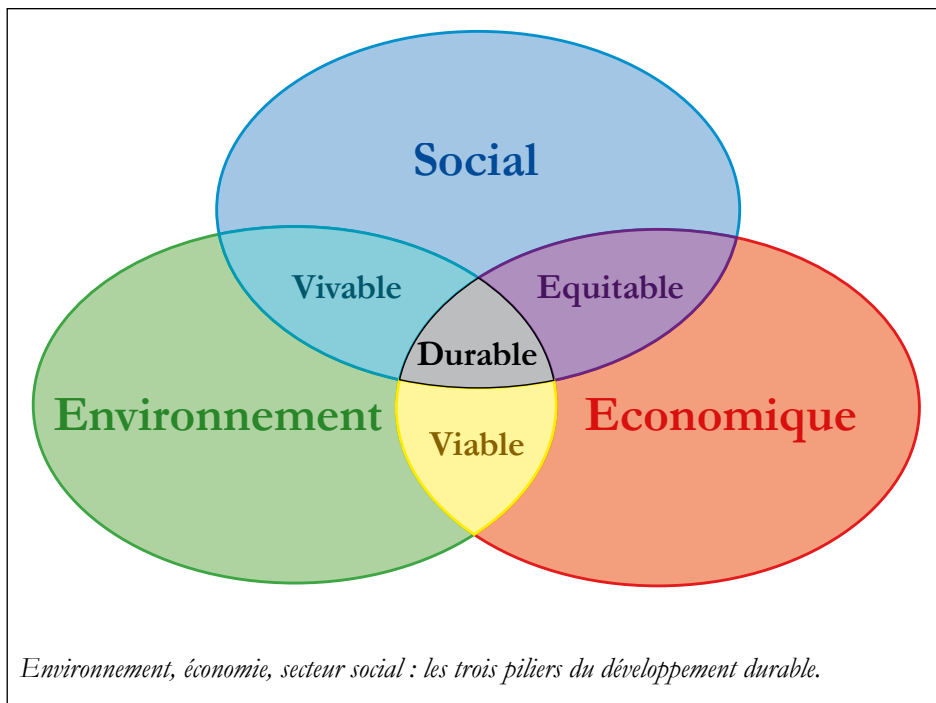 Social
Vivable
Equitable
Durable
Environnement
Economique
Viable
Environnement, économie, secteur social : les trois piliers du développement durable.